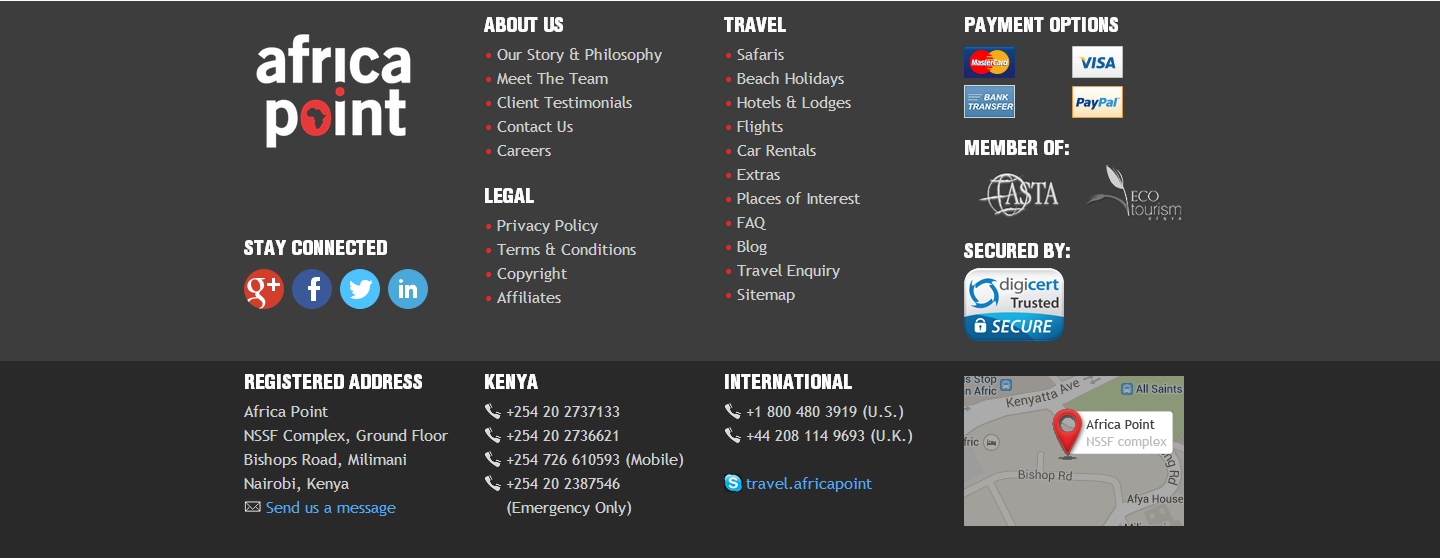 africa
point
STAY CONNECTED
g+
f
in
ABOUT US
• Our Story & Philosophy
• Meet The Team
• Client Testimonials
• Contact Us
• Careers
LEGAL
• Privacy Policy
• Terms & Conditions
• Copyright
• Affiliates
TRAVEL
• Safaris
• Beach Holidays
• Hotels & Lodges
• Flights
• Car Rentals
• Extras
• Places of Interest
• FAQ
• Blog
• Travel Enquiry
• Sitemap
PAYMENT OPTIONS
MasterCard
VISA
BANK
TRANSFER
PayPal
MEMBER OF:
ASTA
ECO
tourism
KENYA
SECURED BY:
digicert
Trusted
SECURE
REGISTERED ADDRESS
Africa Point
NSSF Complex, Ground Floor
Bishops Road, Milimani
Nairobi, Kenya
Send us a message
KENYA
+254 20 2737133
+254 20 2736621
+254 726 610593 (Mobile)
+254 20 2387546
(Emergency Only)
INTERNATIONAL
+1 800 480 3919 (U.S.)
+44 208 114 9693 (U.K.)
travel.africapoint
s Stop
n Afric
Kenyatta Ave
All Saints
Africa Point
NSSF complex
fric
ng Rd
Bishop Rd
Afya House